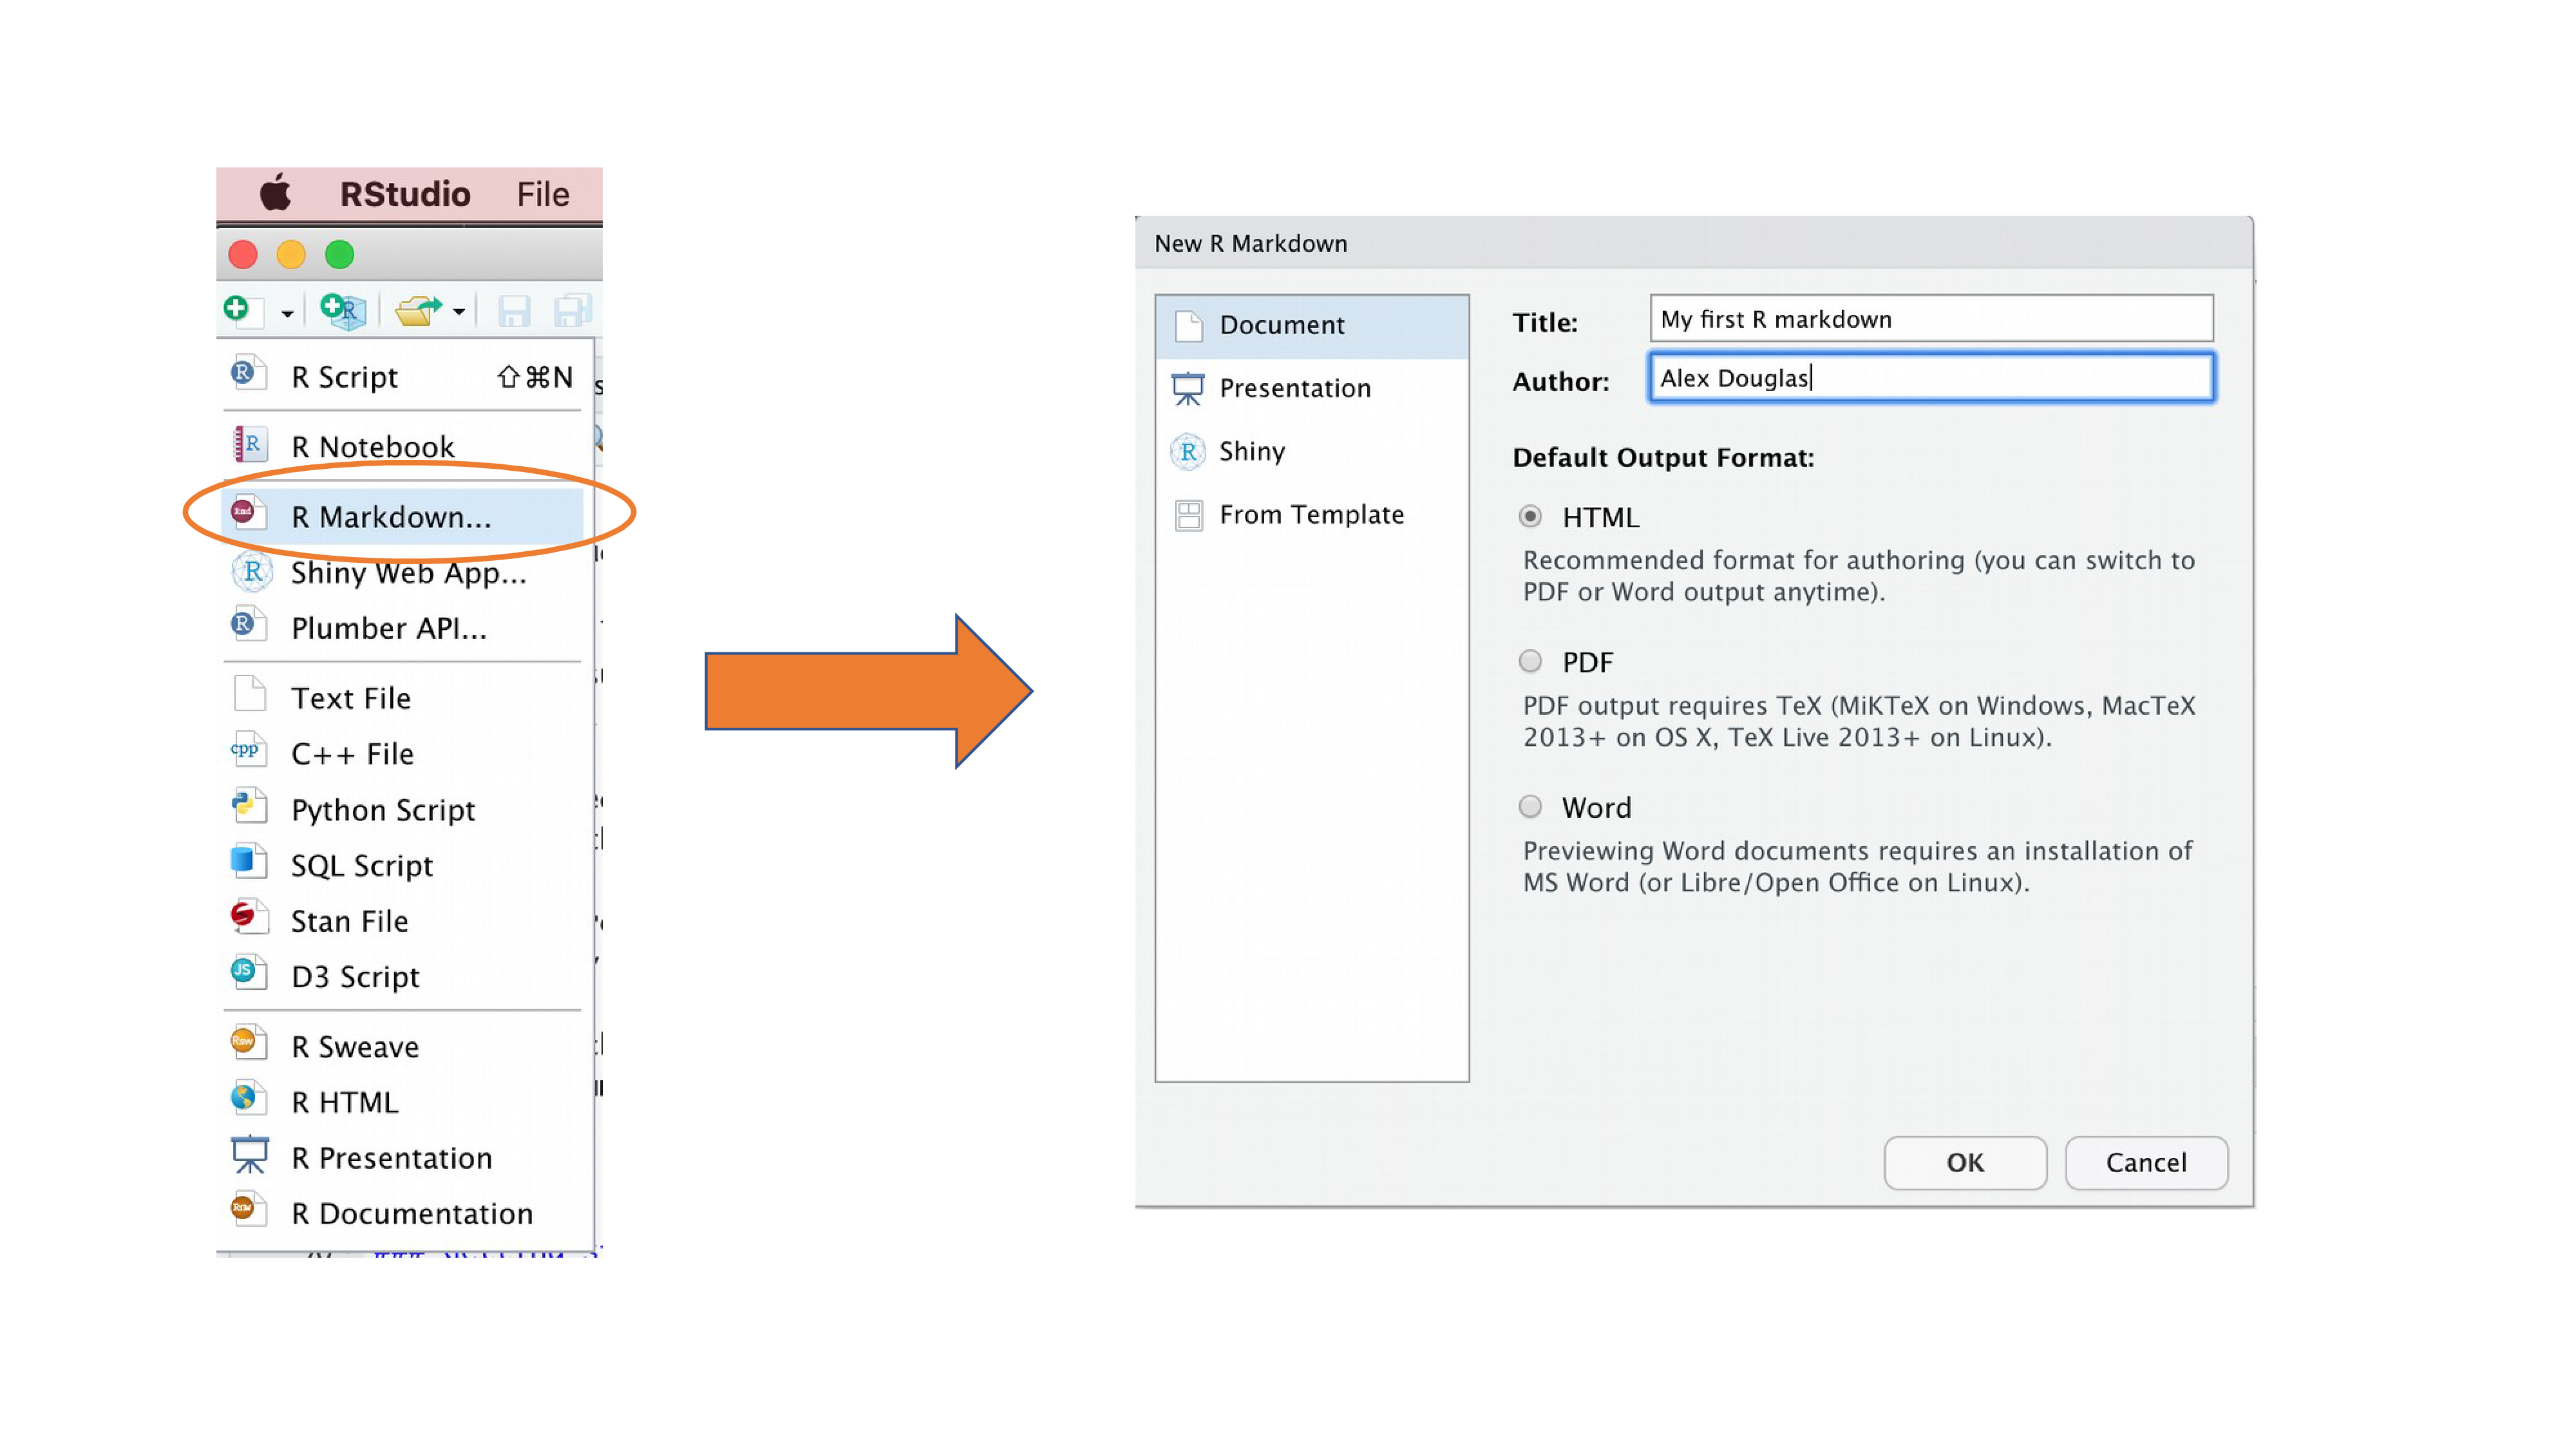 RStudio File
R Script ⇧⌘N
R Notebook
R Markdown...
Shiny Web App...
Plumber API...
Text File
C++ File
Python Script
SQL Script
Stan File
D3 Script
R Sweave
R HTML
R Presentation
R Documentation
New R Markdown
Document
Presentation
Shiny
From Template
Title: My first R markdown
Author: Alex Douglas
Default Output Format:
HTML
Recommended format for authoring (you can switch to
PDF or Word output anytime).
PDF
PDF output requires TeX (MiKTeX on Windows, MacTeX
2013+ on OS X, TeX Live 2013+ on Linux).
Word
Previewing Word documents requires an installation of
MS Word (or Libre/Open Office on Linux).
OK Cancel